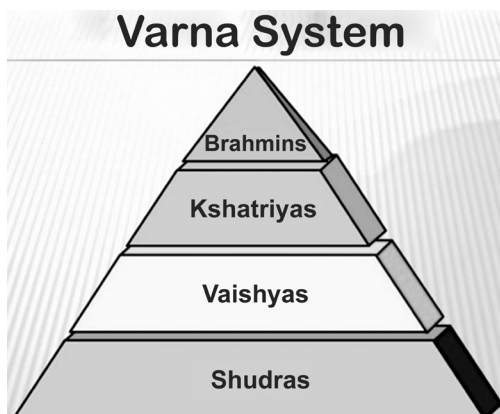 Varna System
Brahmins
Kshatriyas
Vaishyas
Shudras